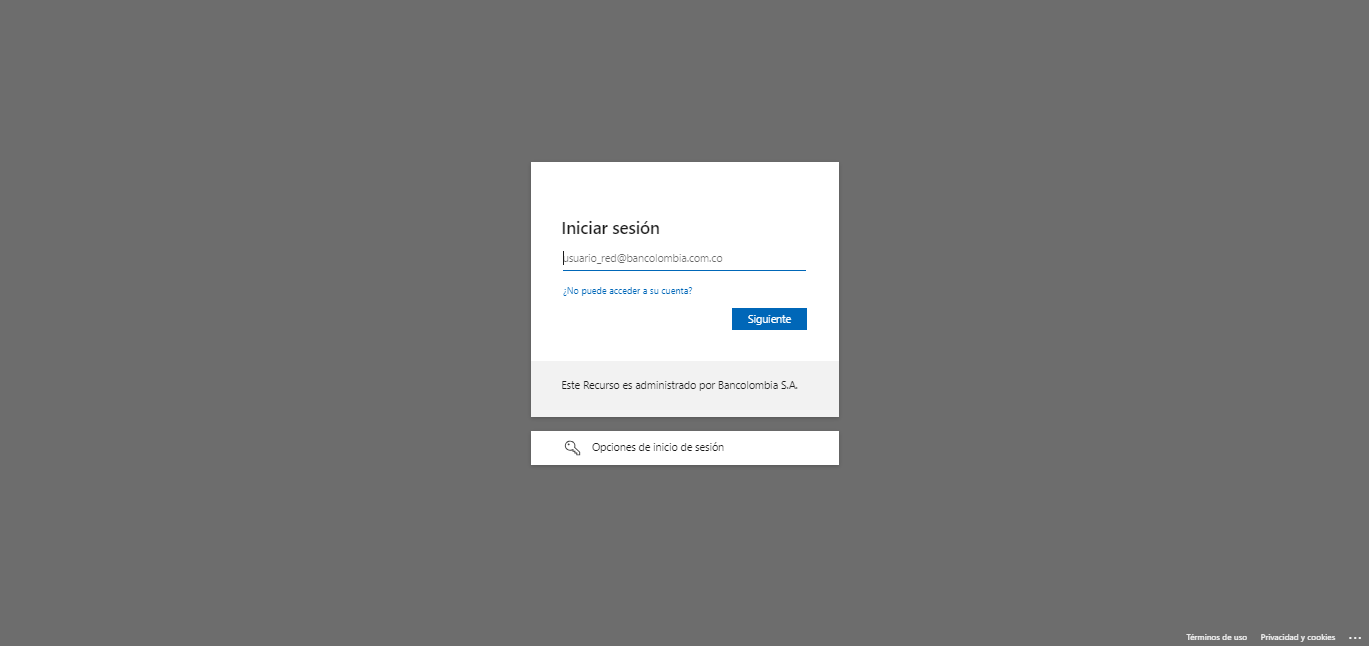 Iniciar sesión
usuario_red@bancolombia.com.co
¿No puede acceder a su cuenta?
Siguiente
Este Recurso es administrado por Bancolombia S.A.
Opciones de inicio de sesión
Términos de uso Privacidad y cookies ...